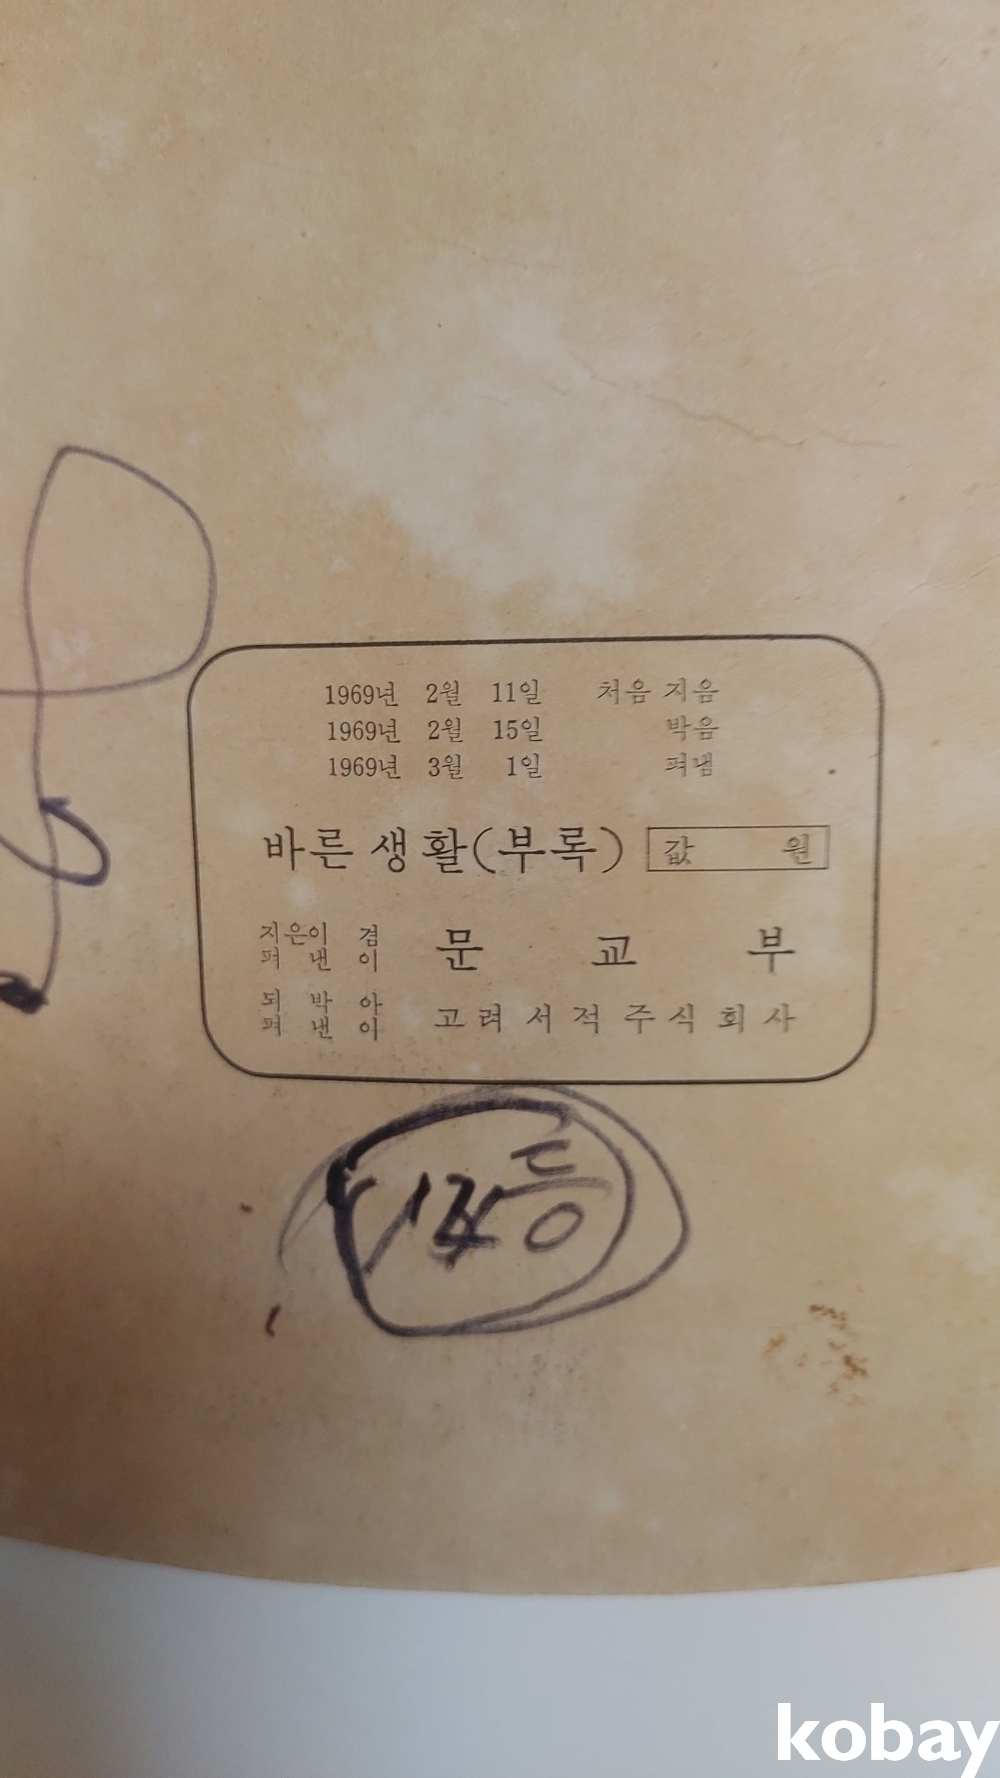 1969년 2월 11일 처음 지음
1969년 2월 15일 박음
1969년 3월 1일 펴냄
바른 생활(부록) 값 원
지은이 겸
펴 낸 이
문 교 부
되 박 아
펴 낸 이
고 려 서 적 주 식 회 사
등
kobay